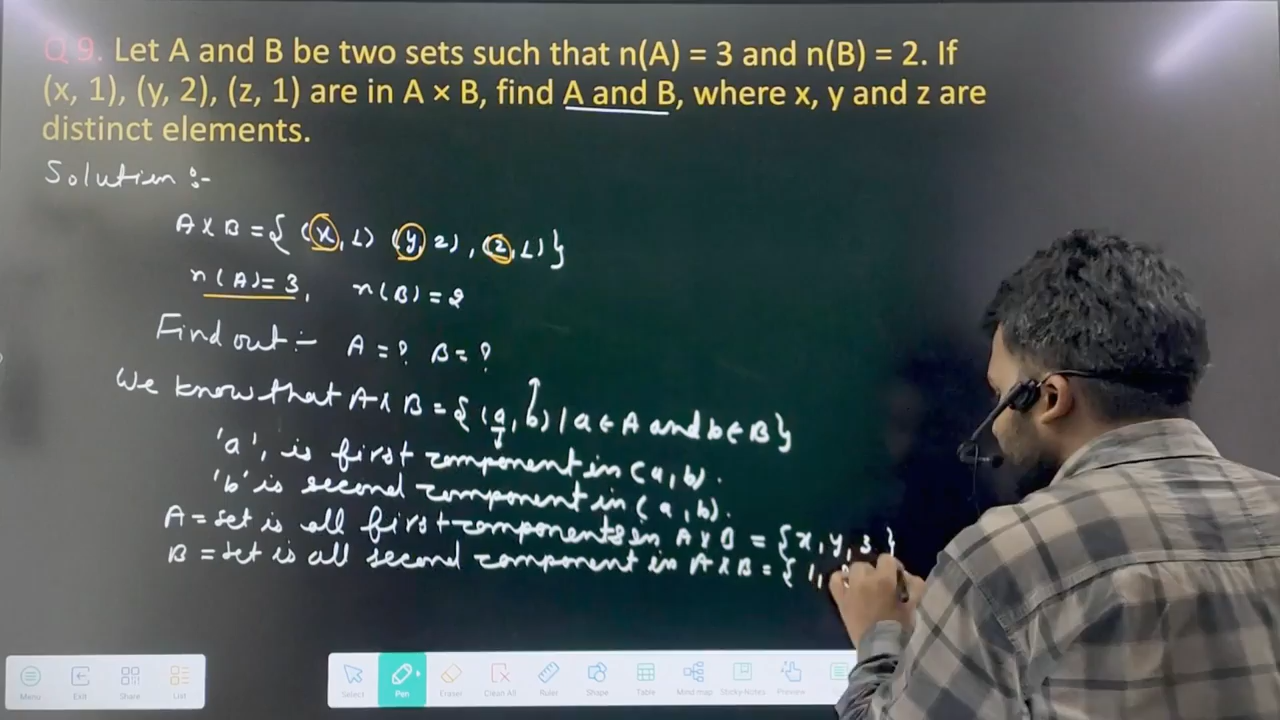 Q 9. Let A and B be two sets such that n(A) = 3 and n(B) = 2. If
(x, 1), (y, 2), (z, 1) are in A × B, find A and B, where x, y and z are
distinct elements.
Solution :-
A x B = { (x, 1) (y, 2), (z, 1) }
n(A) = 3, n(B) = 2
Find out :- A = ? B = ?
We know that A x B = { (a, b) / a ∈ A and b ∈ B }
'a', is first component in (a, b).
'b' is second component in (a, b).
A = set is all first components in A x B = { x, y, z }
B = set is all second component in A x B = { 1,
Menu Exit Share List Select Pen Eraser Clean All Ruler Shape Table Mind map Sticky-Notes Preview